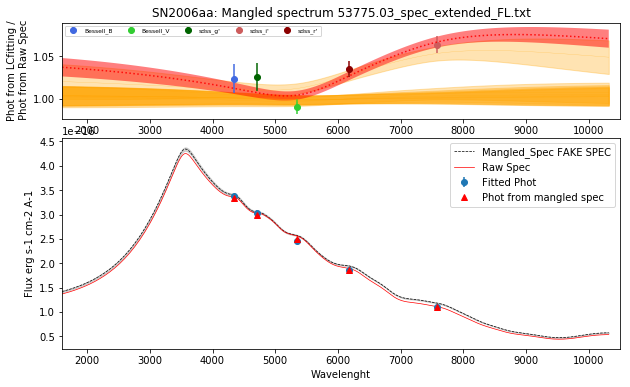 SN2006aa: Mangled spectrum 53775.03_spec_extended_FL.txt
Phot from LCfitting /
Phot from Raw Spec
Bessell_B Bessell_V sdss_g' sdss_i' sdss_r'
1.05
1.00
2000 3000 4000 5000 6000 7000 8000 9000 10000
1e−16
Flux erg s-1 cm-2 A-1
4.5
4.0
3.5
3.0
2.5
2.0
1.5
1.0
0.5
Mangled_Spec FAKE SPEC
Raw Spec
Fitted Phot
Phot from mangled spec
2000 3000 4000 5000 6000 7000 8000 9000 10000
Wavelenght